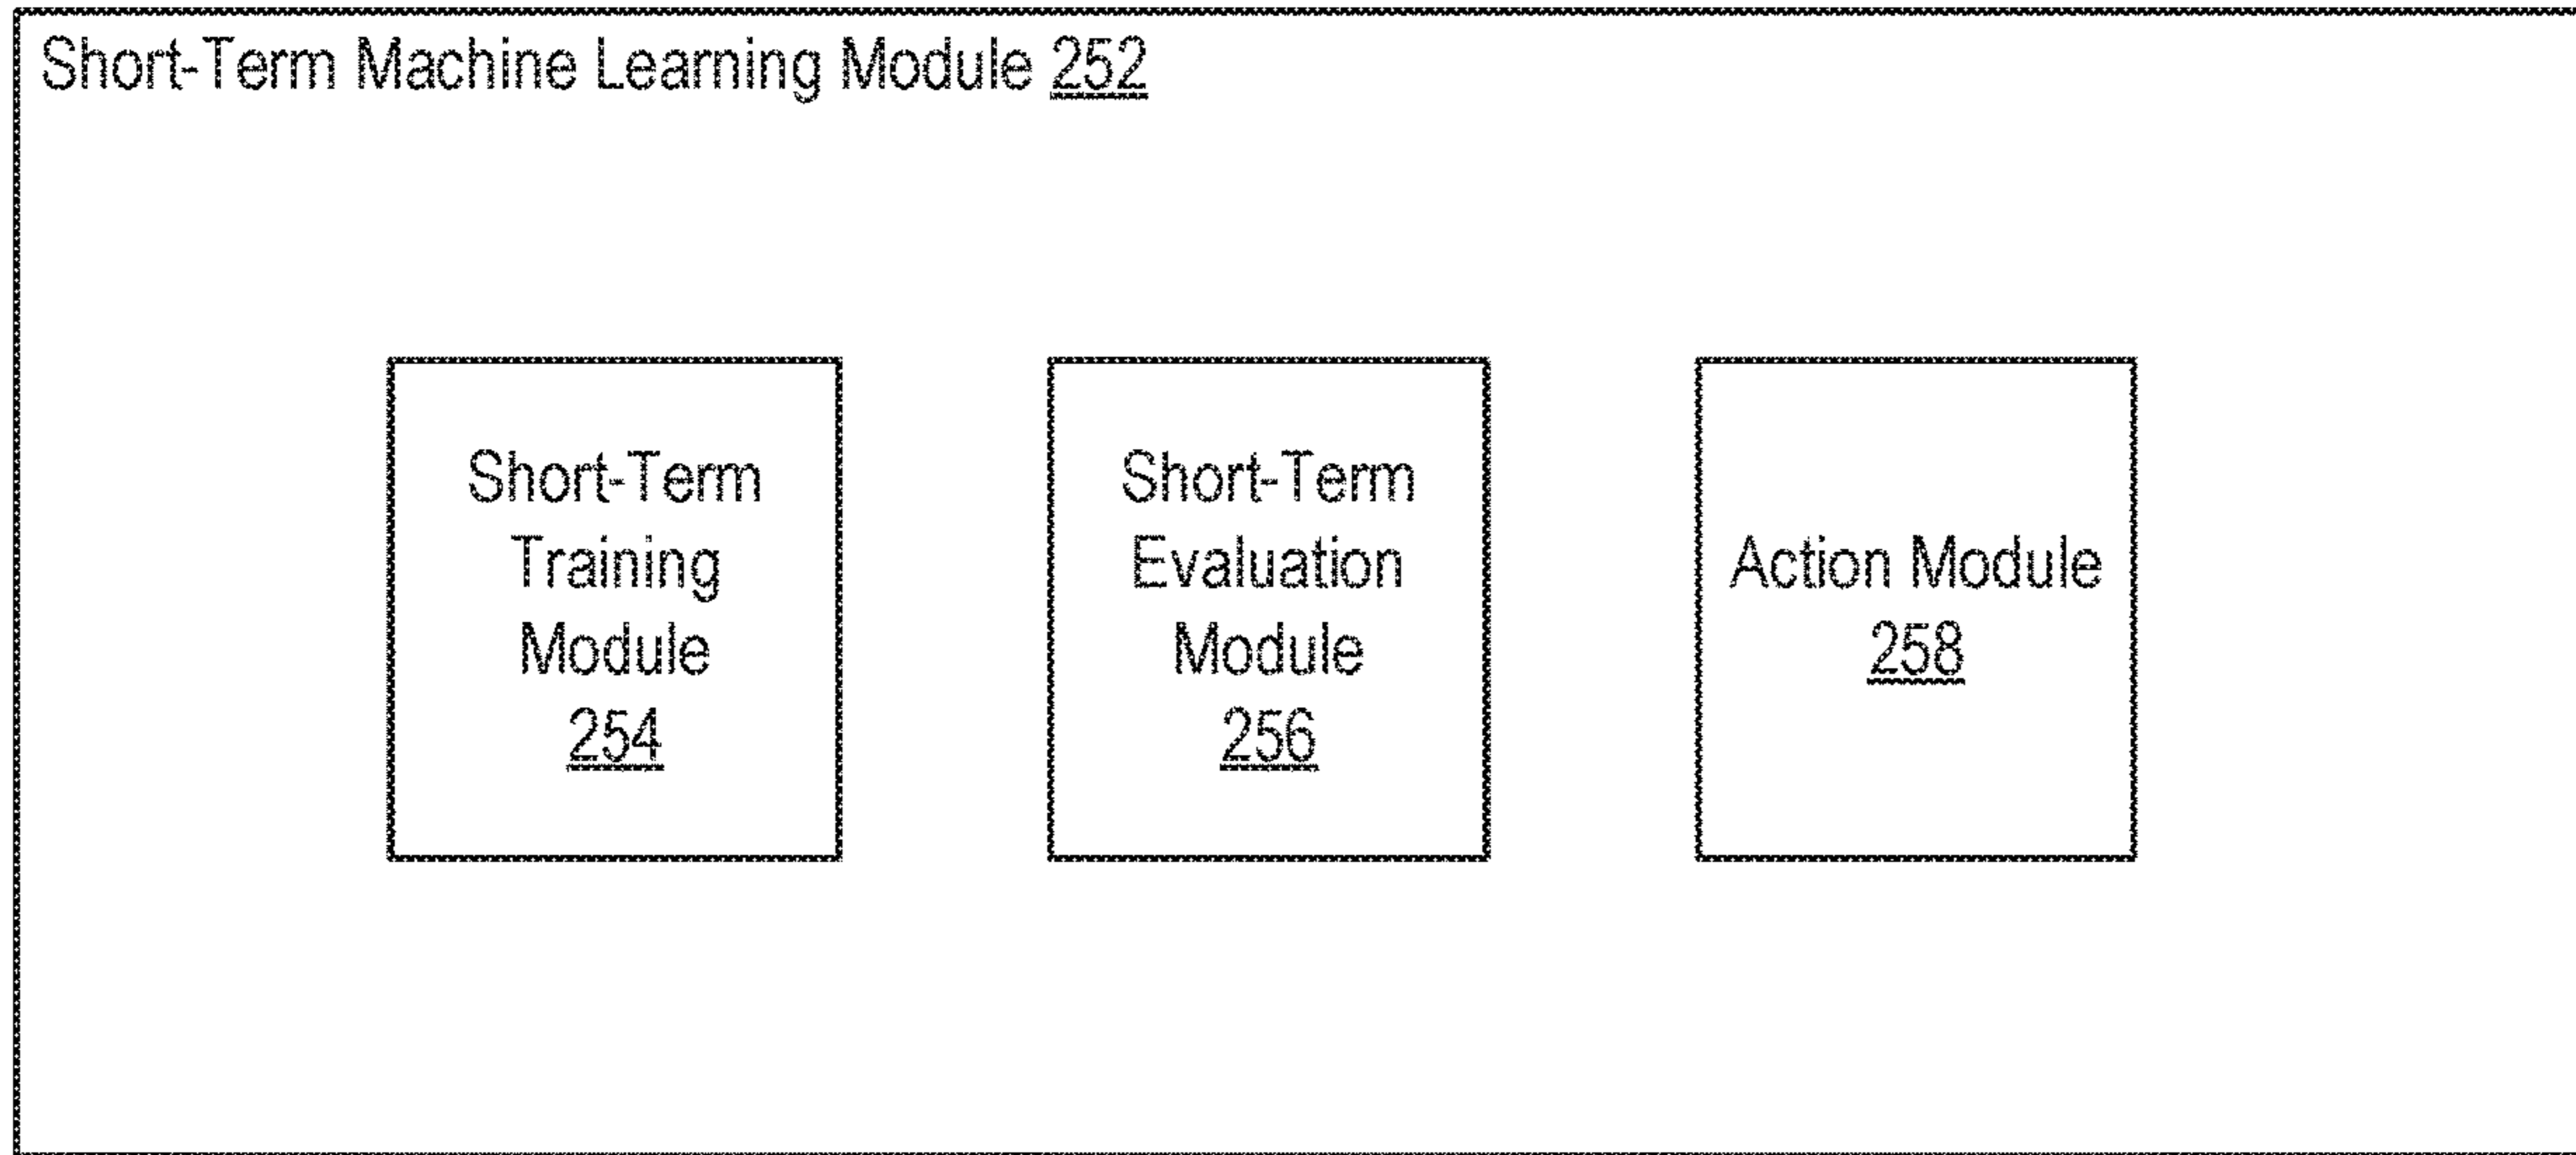 Short-Term Machine Learning Module 252
Short-Term
Training
Module
254
Short-Term
Evaluation
Module
256
Action Module
258